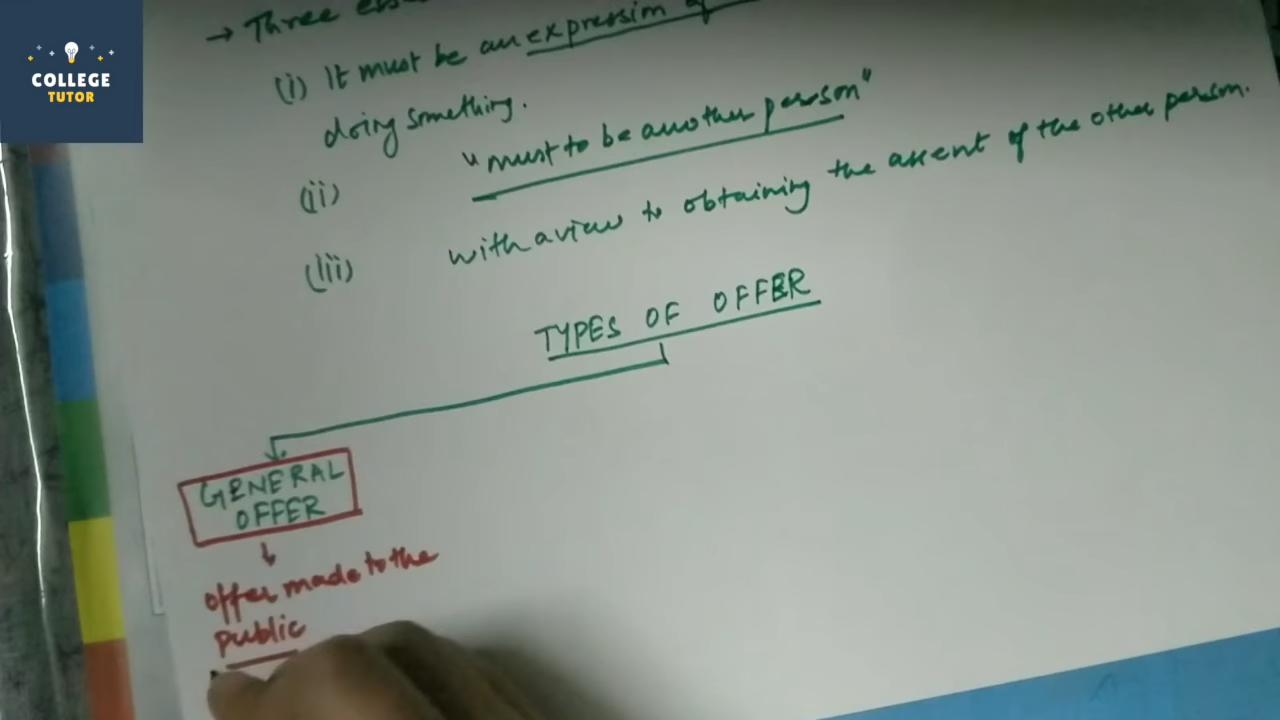 COLLEGE
TUTOR
→ Three
(i) It must be an expression of
doing something.
(ii) "must to be another person"
(iii) with a view to obtaining the assent of the other person.
TYPES OF OFFER
GENERAL
OFFER
offer made to the
public